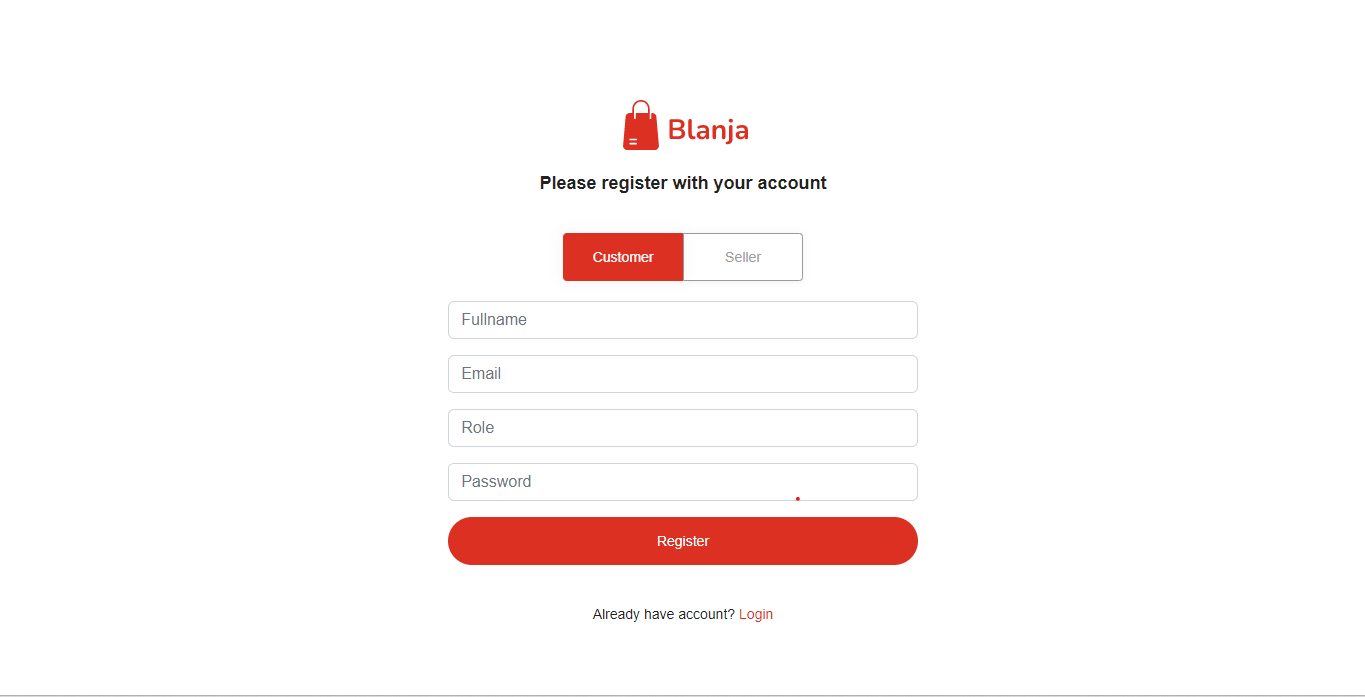 Blanja
Please register with your account
Customer Seller
Fullname
Email
Role
Password
Register
Already have account? Login